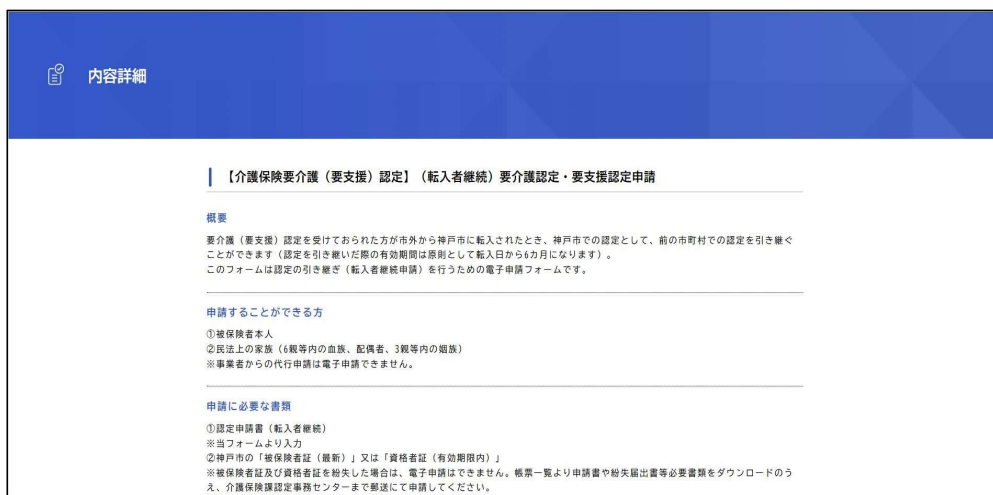 内容詳細
【介護保険要介護（要支援）認定】（転入者継続）要介護認定・要支援認定申請
概要
要介護（要支援）認定を受けておられた方が市外から神戸市に転入されたとき、神戸市での認定として、前の市町村での認定を引き継ぐ
ことができます（認定を引き継いだ際の有効期間は原則として転入日から6カ月になります）。
このフォームは認定の引き継ぎ（転入者継続申請）を行うための電子申請フォームです。
申請することができる方
①被保険者本人
②民法上の家族（6親等内の血族、配偶者、3親等内の姻族）
※事業者からの代行申請は電子申請できません。
申請に必要な書類
①認定申請書（転入者継続）
※当フォームより入力
②神戸市の「被保険者証（最新）」又は「資格者証（有効期限内）」
※被保険者証及び資格者証を紛失した場合は、電子申請はできません。帳票一覧より申請書や紛失届出書等必要書類をダウンロードのう
え、介護保険課認定事務センターまで郵送にて申請してください。